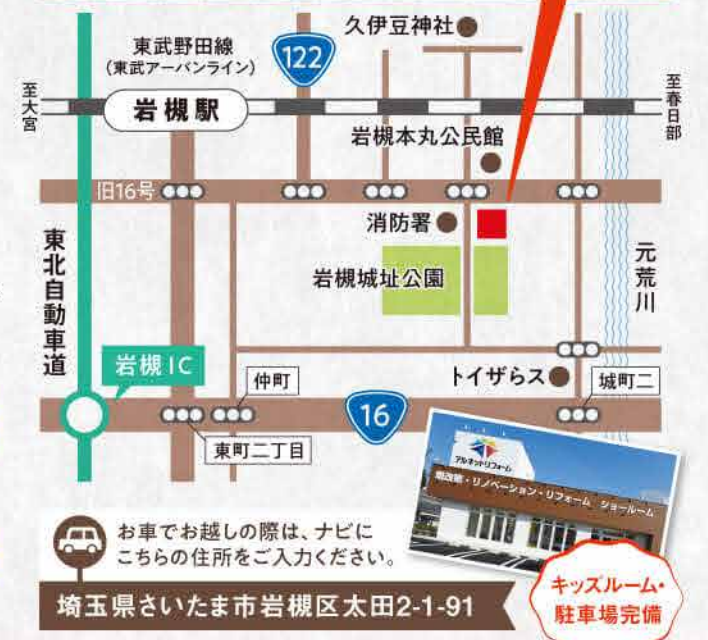 久伊豆神社
東武野田線
(東武アーバンライン)
122
至大宮
岩槻駅
至春日部
岩槻本丸公民館
旧16号
消防署
東北自動車道
岩槻城址公園
元荒川
岩槻IC
仲町
トイザらス
城町二
16
東町二丁目
アルネットリフォーム
増改築・リノベーション・リフォーム ショールーム
お車でお越しの際は、ナビに
こちらの住所をご入力ください。
埼玉県さいたま市岩槻区太田2-1-91
キッズルーム・
駐車場完備